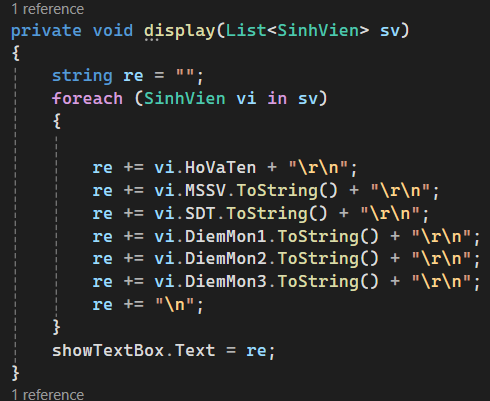 1 reference
private void display(List<SinhVien> sv)
{
string re = "";
foreach (SinhVien vi in sv)
{
re += vi.HoVaTen + "\r\n";
re += vi.MSSV.ToString() + "\r\n";
re += vi.SDT.ToString() + "\r\n";
re += vi.DiemMon1.ToString() + "\r\n";
re += vi.DiemMon2.ToString() + "\r\n";
re += vi.DiemMon3.ToString() + "\r\n";
re += "\n";
}
showTextBox.Text = re;
}
1 reference